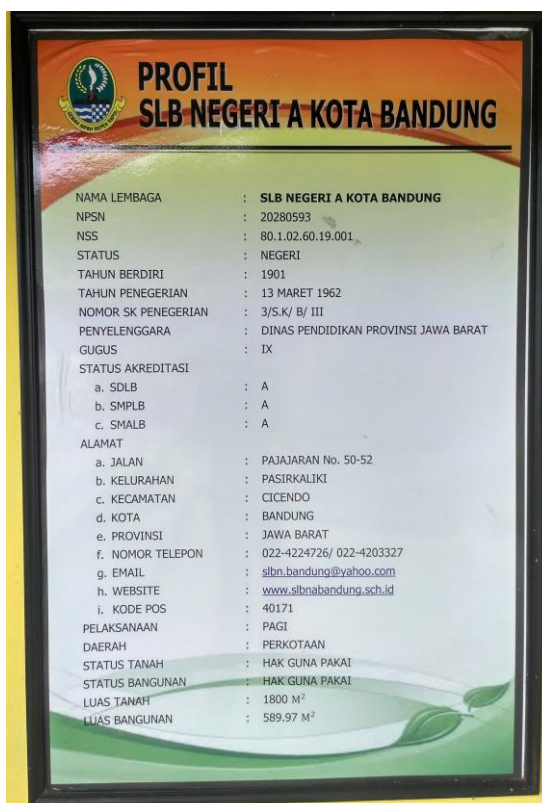 PROFIL
SLB NEGERI A KOTA BANDUNG
NAMA LEMBAGA : SLB NEGERI A KOTA BANDUNG
NPSN : 20280593
NSS : 80.1.02.60.19.001
STATUS : NEGERI
TAHUN BERDIRI : 1901
TAHUN PENEGERIAN : 13 MARET 1962
NOMOR SK PENEGERIAN : 3/S.K/ B/ III
PENYELENGGARA : DINAS PENDIDIKAN PROVINSI JAWA BARAT
GUGUS : IX
STATUS AKREDITASI
a. SDLB : A
b. SMPLB : A
c. SMALB : A
ALAMAT
a. JALAN : PAJAJARAN No. 50-52
b. KELURAHAN : PASIRKALIKI
c. KECAMATAN : CICENDO
d. KOTA : BANDUNG
e. PROVINSI : JAWA BARAT
f. NOMOR TELEPON : 022-4224726/ 022-4203327
g. EMAIL : slbn.bandung@yahoo.com
h. WEBSITE : www.slbnabandung.sch.id
i. KODE POS : 40171
PELAKSANAAN : PAGI
DAERAH : PERKOTAAN
STATUS TANAH : HAK GUNA PAKAI
STATUS BANGUNAN : HAK GUNA PAKAI
LUAS TANAH : 1800 M²
LUAS BANGUNAN : 589.97 M²